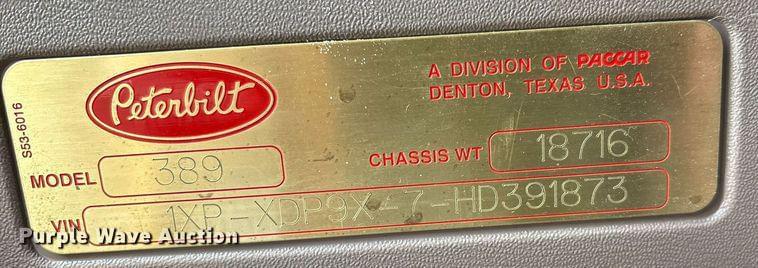 Peterbilt
A DIVISION OF PACCAR
DENTON, TEXAS U.S.A.
S53-6016
MODEL 389
CHASSIS WT 18716
VIN 1XP-XDP9X-7-HD391873
Purple Wave Auction